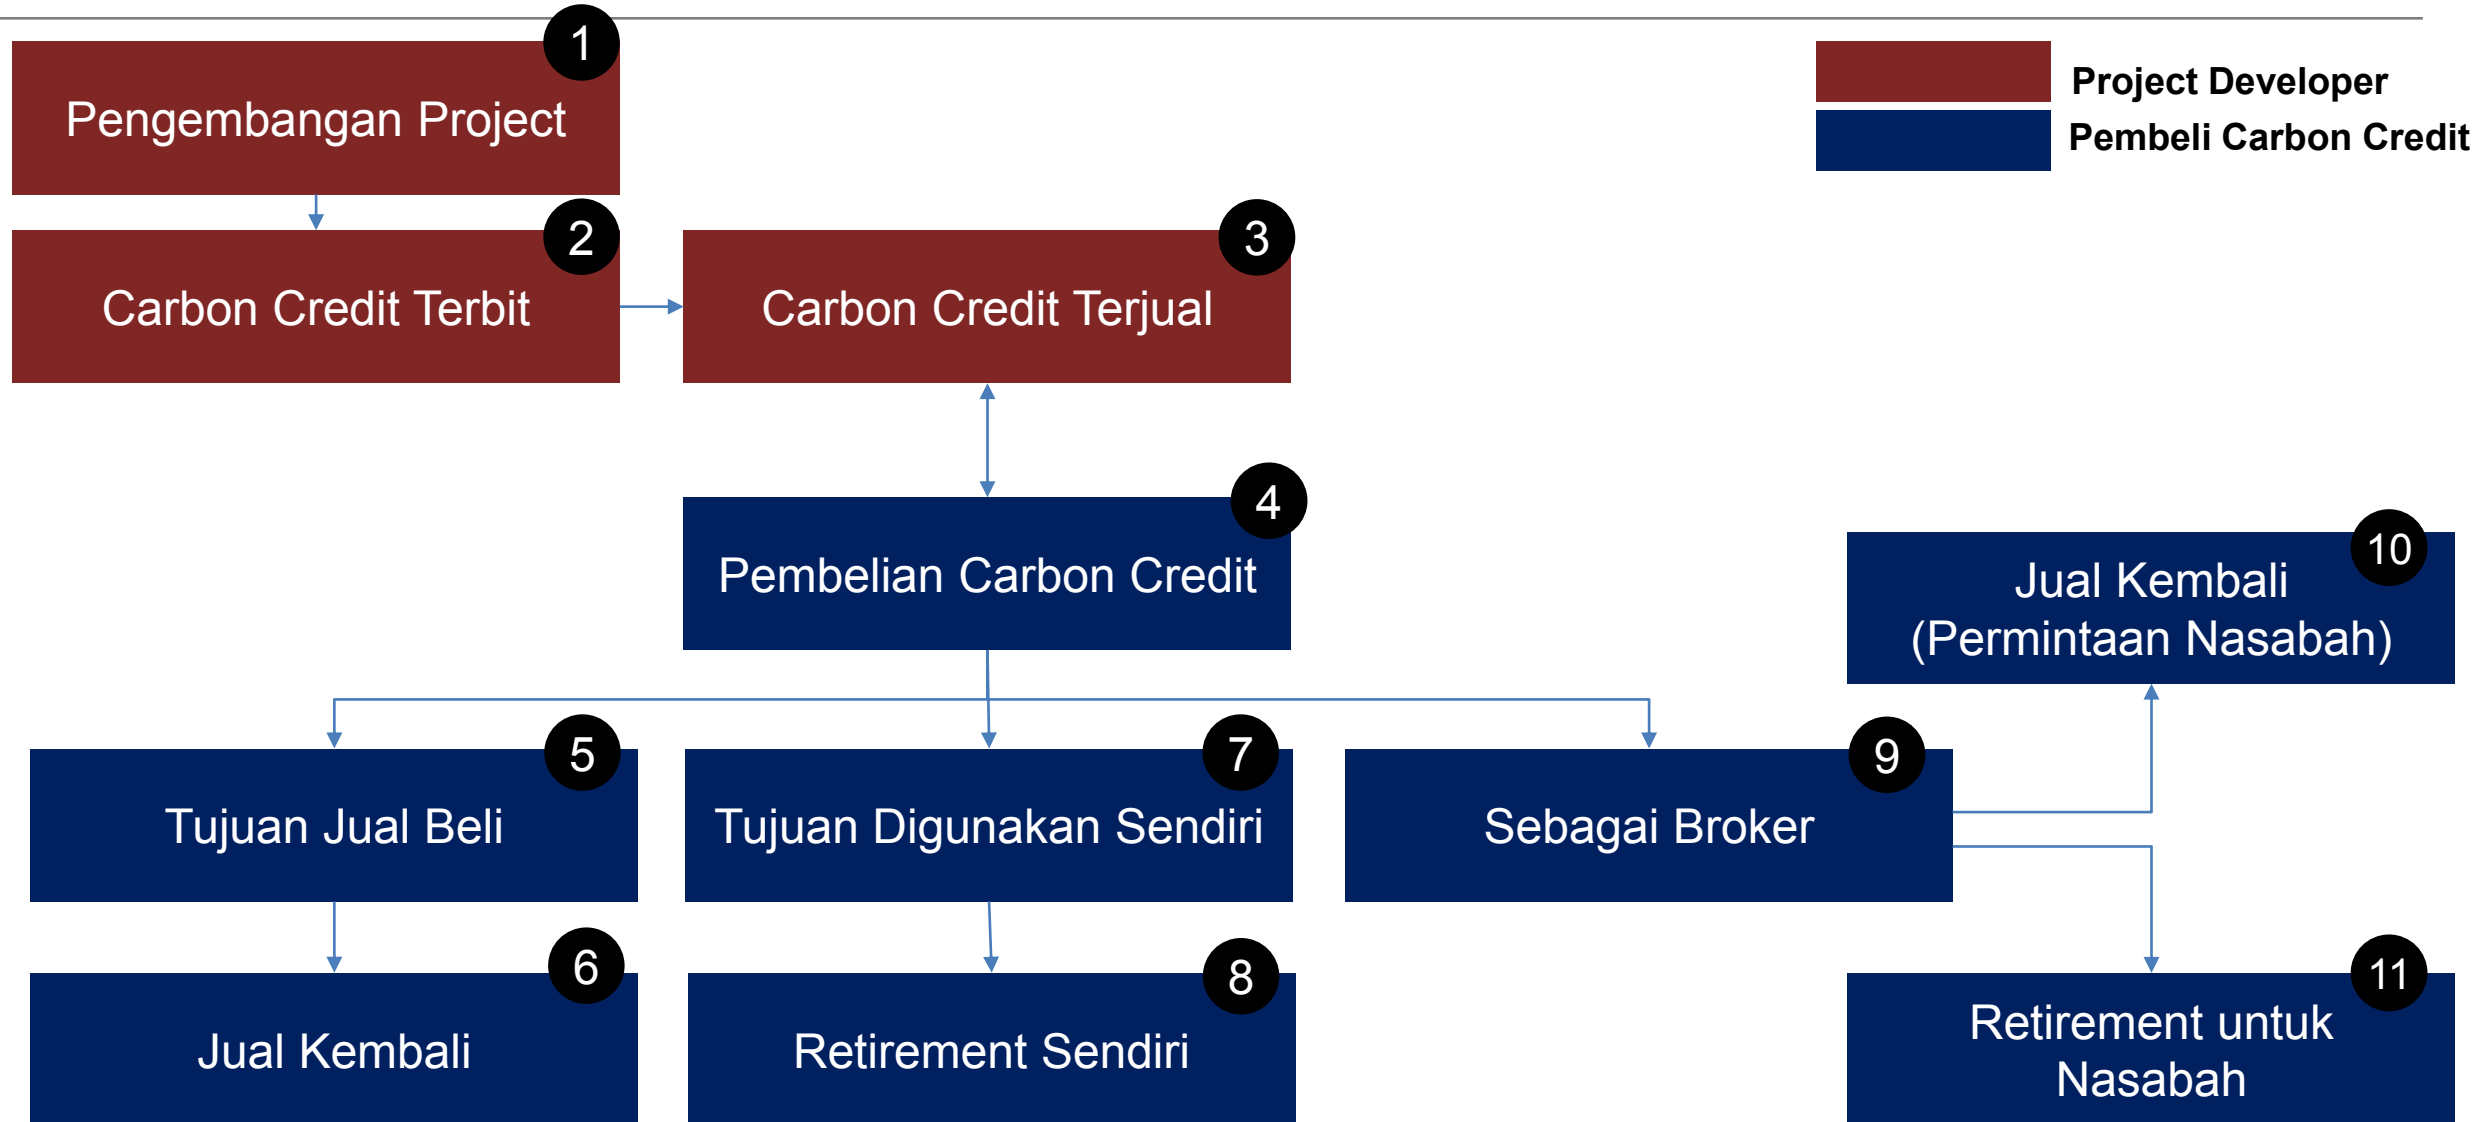 1
Pengembangan Project
Project Developer
Pembeli Carbon Credit
2
Carbon Credit Terbit
3
Carbon Credit Terjual
4
Pembelian Carbon Credit
10
Jual Kembali
(Permintaan Nasabah)
5
Tujuan Jual Beli
7
Tujuan Digunakan Sendiri
9
Sebagai Broker
6
Jual Kembali
8
Retirement Sendiri
11
Retirement untuk
Nasabah